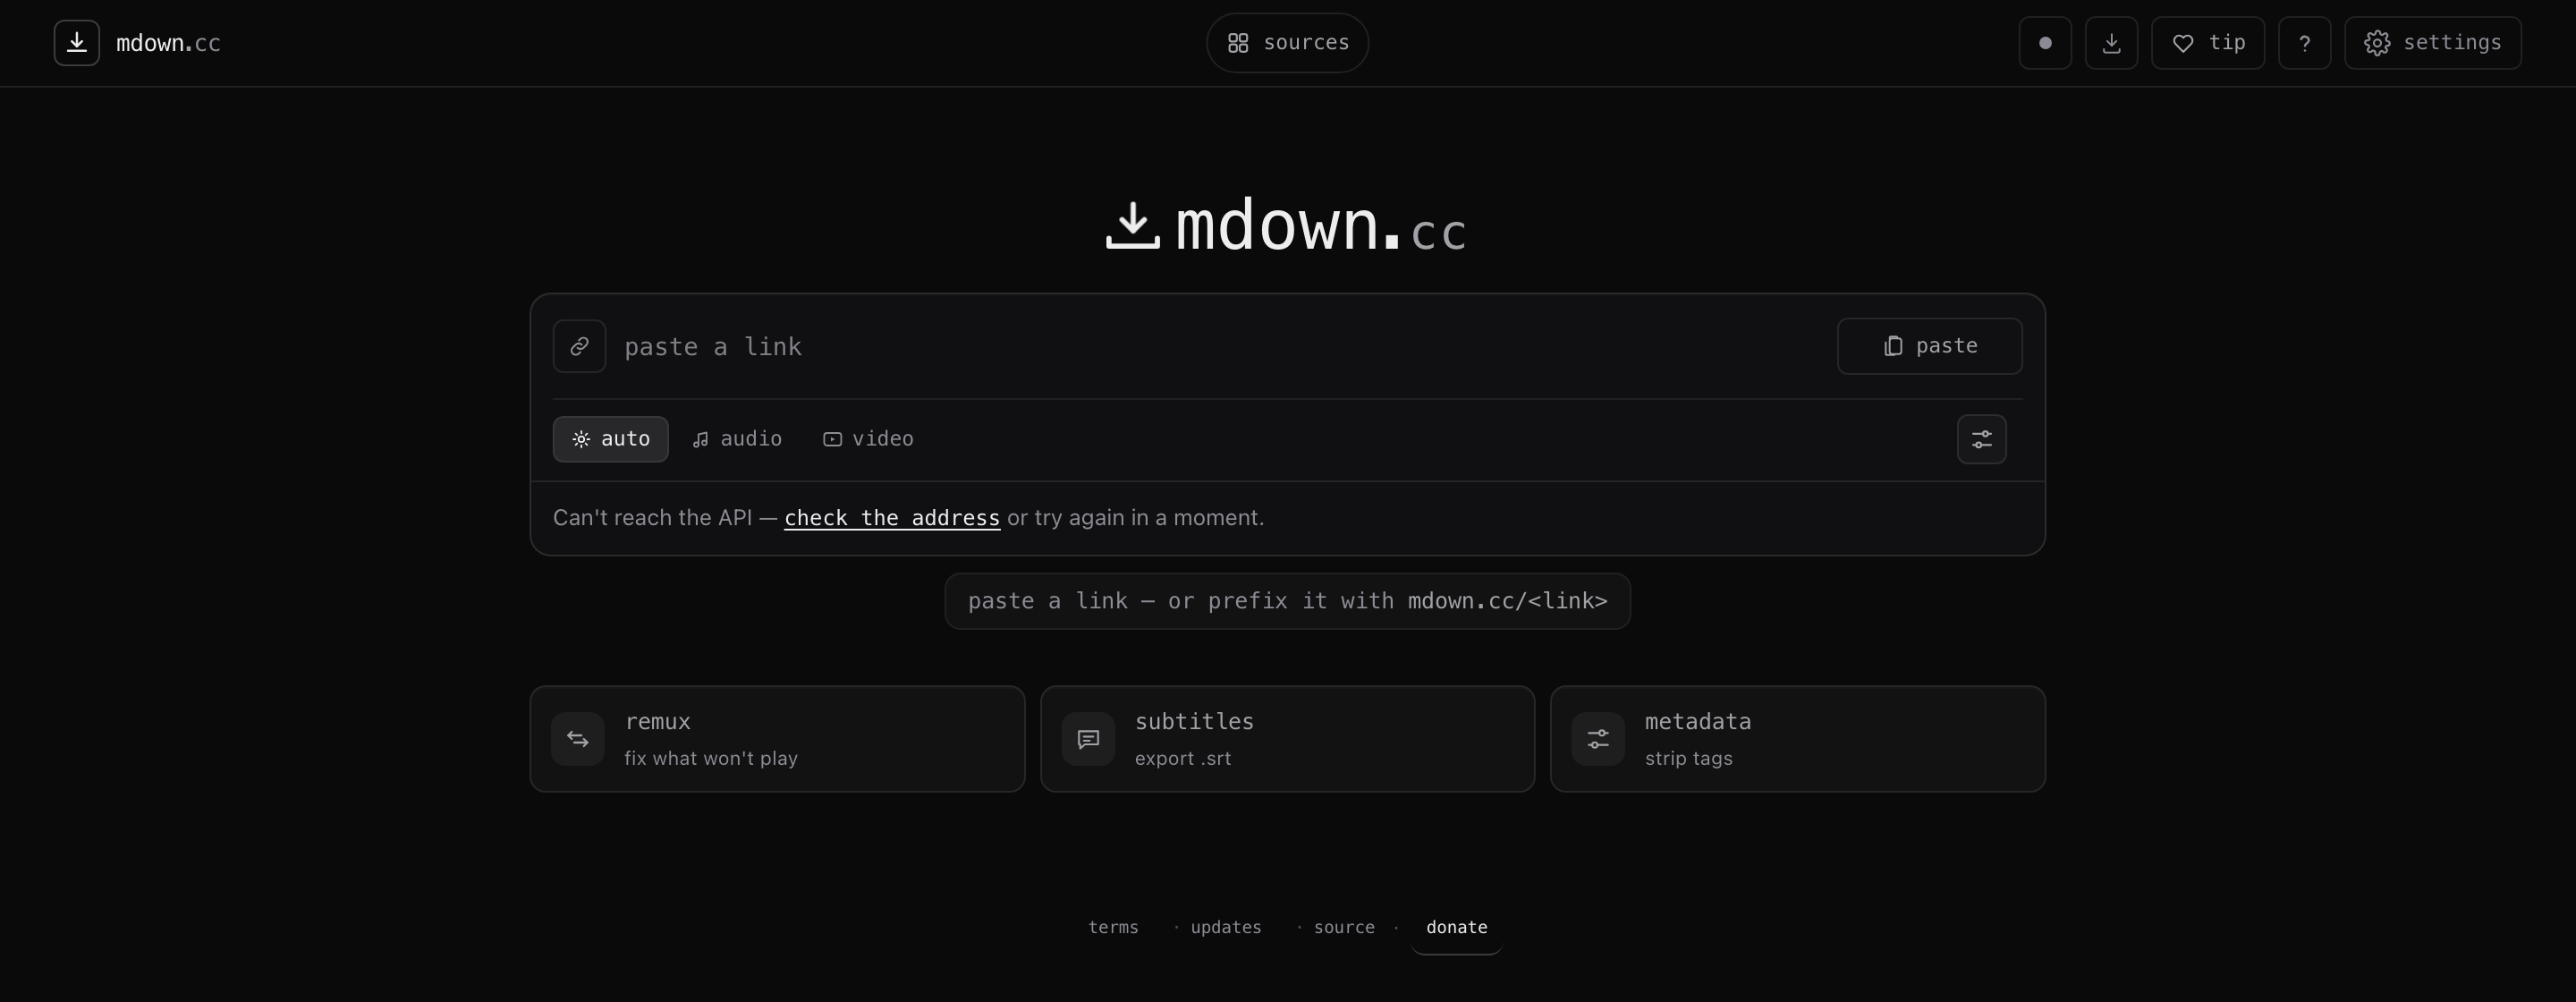 mdown.cc
sources
tip
?
settings
mdown.cc
paste a link
paste
auto
audio
video
Can't reach the API — check the address or try again in a moment.
paste a link — or prefix it with mdown.cc/<link>
remux
fix what won't play
subtitles
export .srt
metadata
strip tags
terms · updates · source · donate